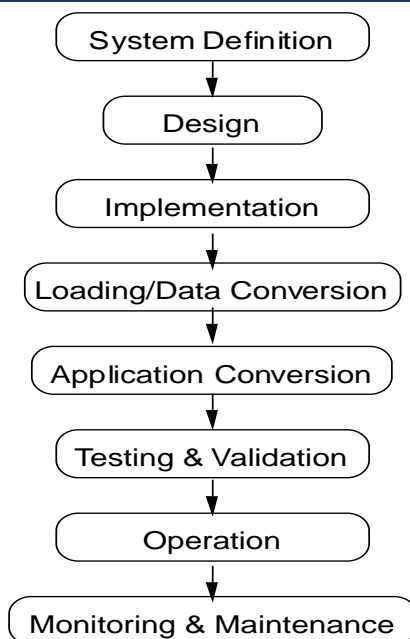 System Definition
Design
Implementation
Loading/Data Conversion
Application Conversion
Testing & Validation
Operation
Monitoring & Maintenance